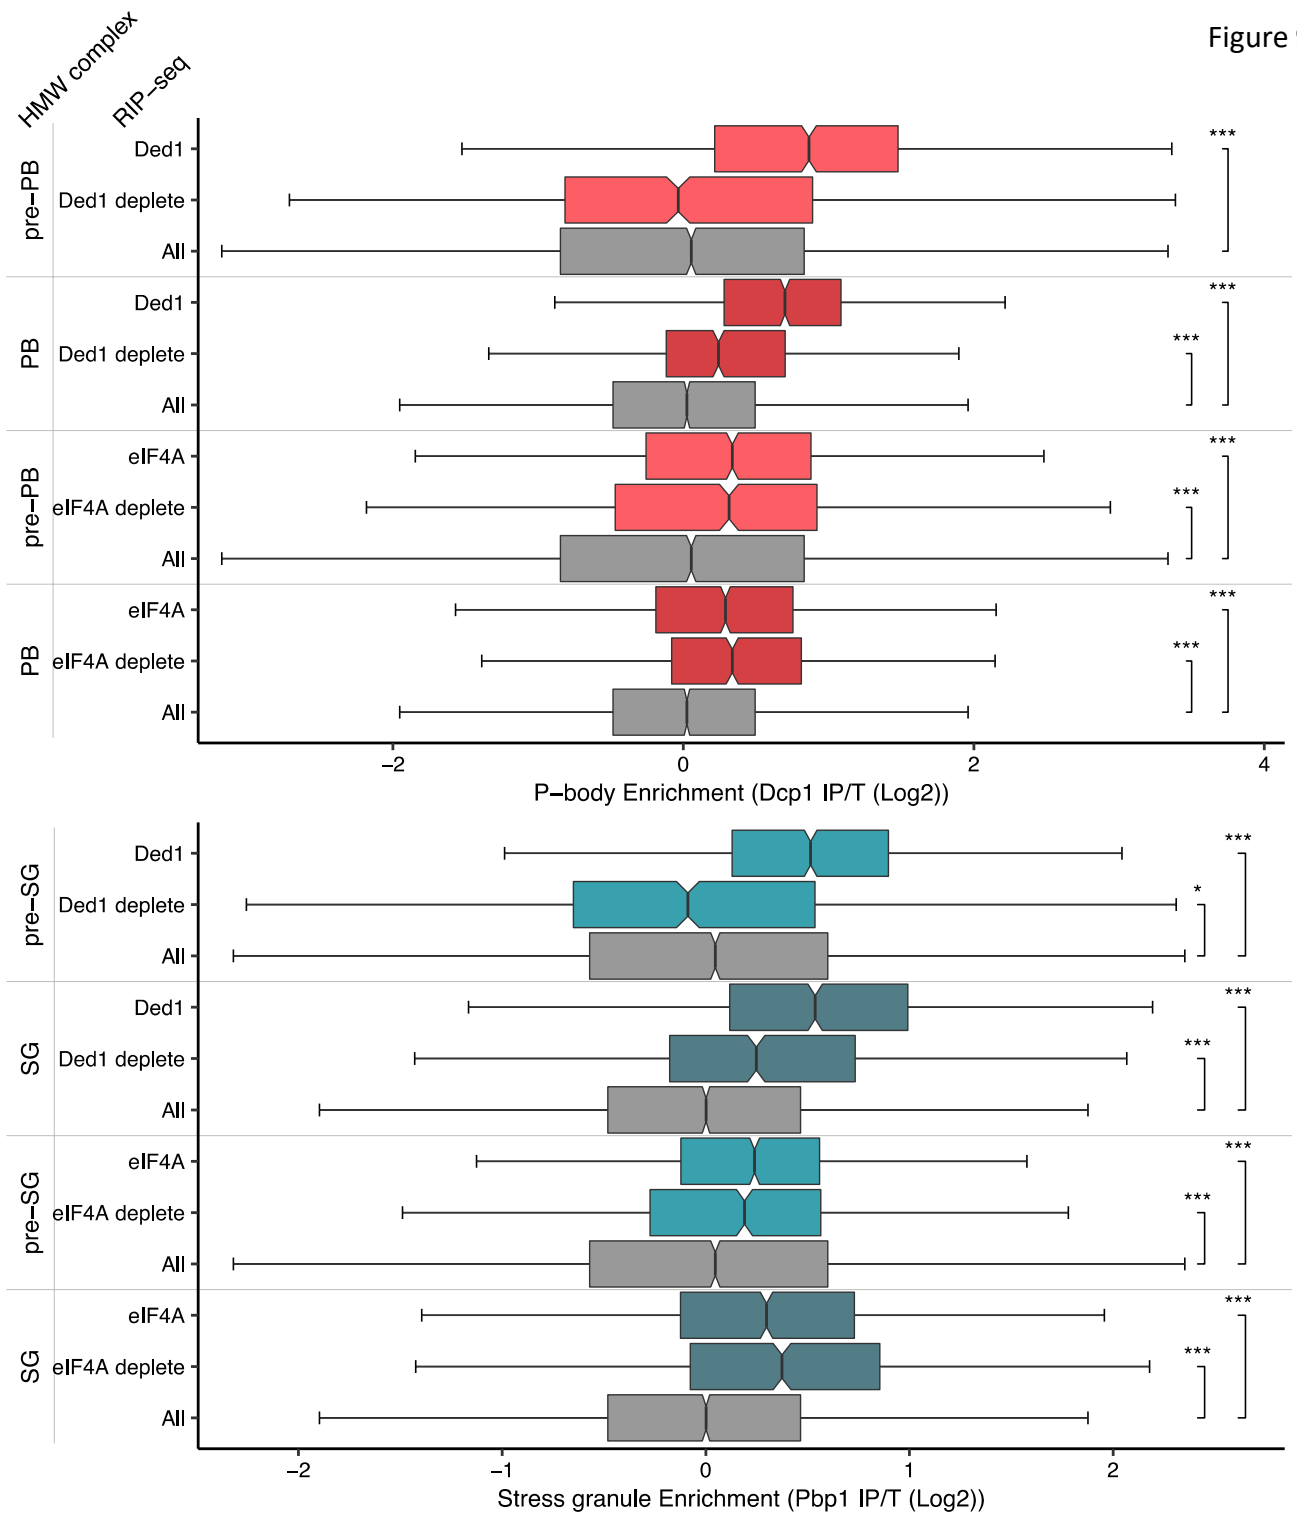 Figure 9
HMW complex
RIP−seq
pre−PB
Ded1
Ded1 deplete
All
***
PB
Ded1
Ded1 deplete
All
***
***
pre−PB
eIF4A
eIF4A deplete
All
***
***
PB
eIF4A
eIF4A deplete
All
***
***
−2 0 2 4
P−body Enrichment (Dcp1 IP/T (Log2))
pre−SG
Ded1
Ded1 deplete
All
***
*
SG
Ded1
Ded1 deplete
All
***
***
pre−SG
eIF4A
eIF4A deplete
All
***
***
SG
eIF4A
eIF4A deplete
All
***
***
−2 −1 0 1 2
Stress granule Enrichment (Pbp1 IP/T (Log2))